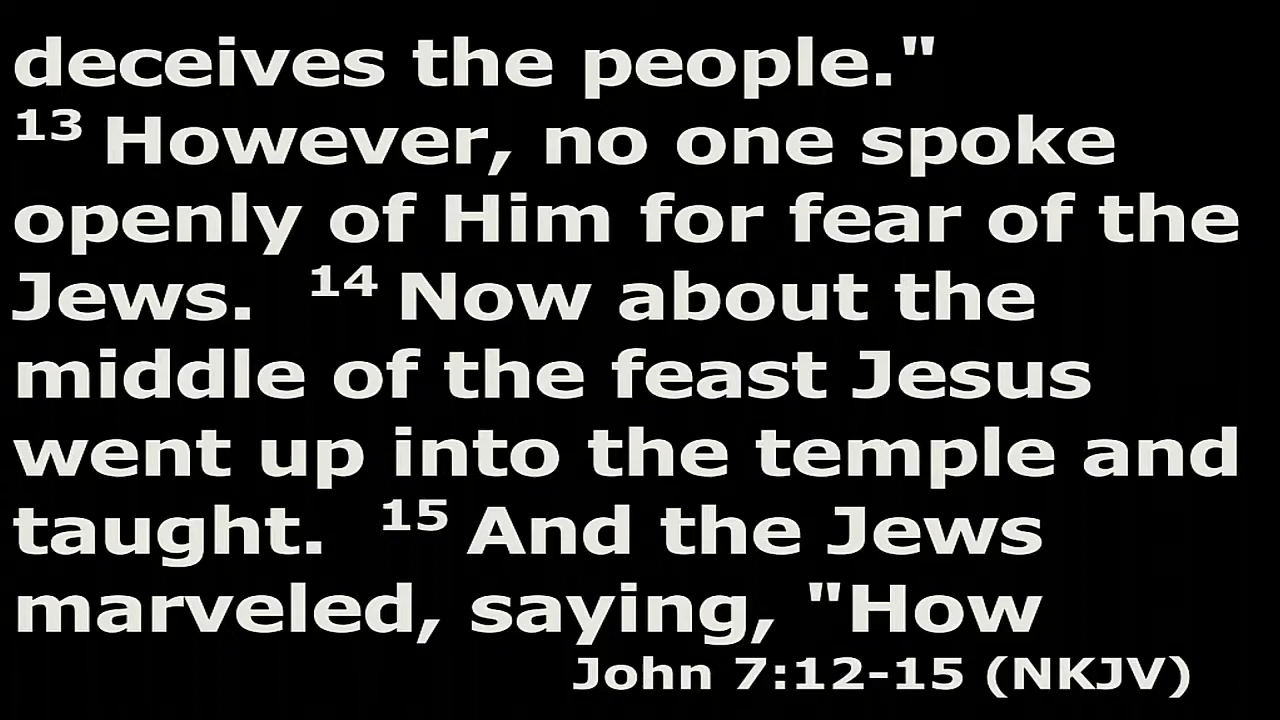 deceives the people."
13 However, no one spoke
openly of Him for fear of the
Jews. 14 Now about the
middle of the feast Jesus
went up into the temple and
taught. 15 And the Jews
marveled, saying, "How
John 7:12-15 (NKJV)